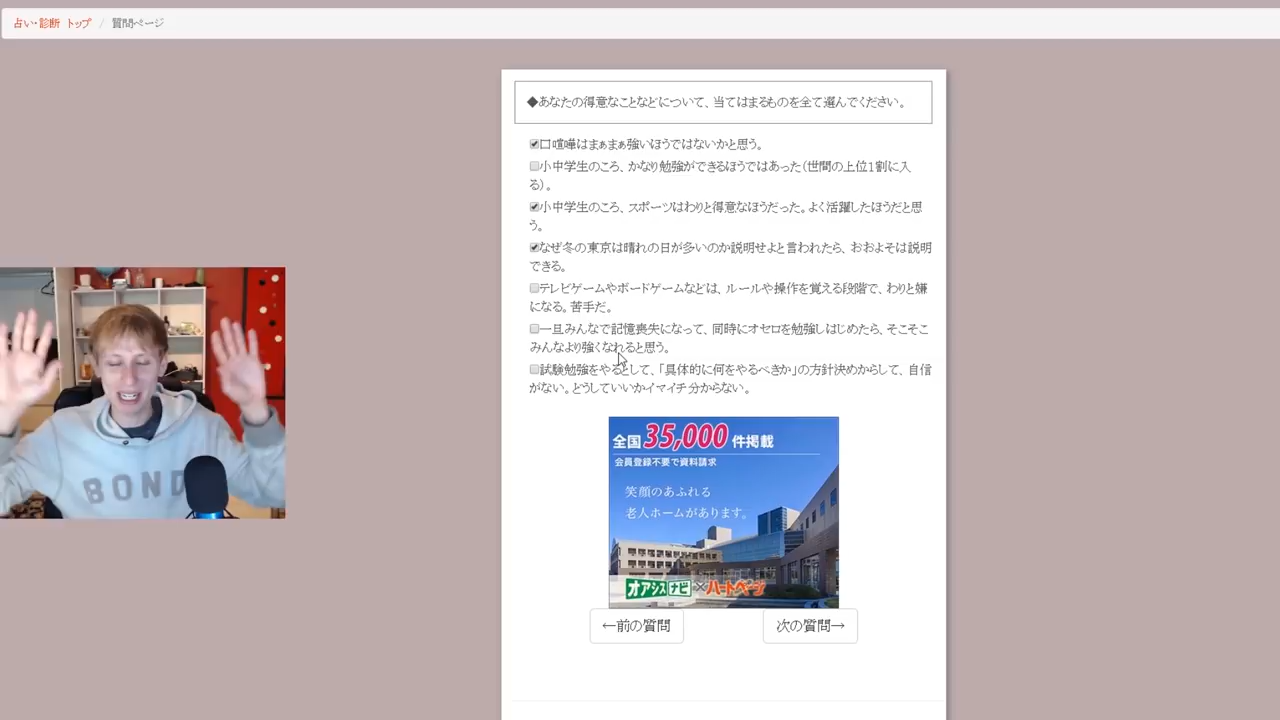 占い・診断 トップ / 質問ページ
◆あなたの得意なことなどについて、当てはまるものを全て選んでください。
口喧嘩はまぁまぁ強いほうではないかと思う。
小中学生のころ、かなり勉強ができるほうではあった(世間の上位1割に入
る)。
小中学生のころ、スポーツはわりと得意なほうだった。よく活躍したほうだと思
う。
なぜ冬の東京は晴れの日が多いのか説明せよと言われたら、おおよそは説明
できる。
テレビゲームやボードゲームなどは、ルールや操作を覚える段階で、わりと嫌
になる。苦手だ。
一旦みんなで記憶喪失になって、同時にオセロを勉強しはじめたら、そこそこ
みんなより強くなれると思う。
試験勉強をやるとして、「具体的に何をやるべきか」の方針決めからして、自信
がない。どうしていいかイマイチ分からない。
全国35,000件掲載
会員登録不要で資料請求
笑顔のあふれる
老人ホームがあります。
オアシスナビ×ハートページ
←前の質問
次の質問→
BOND